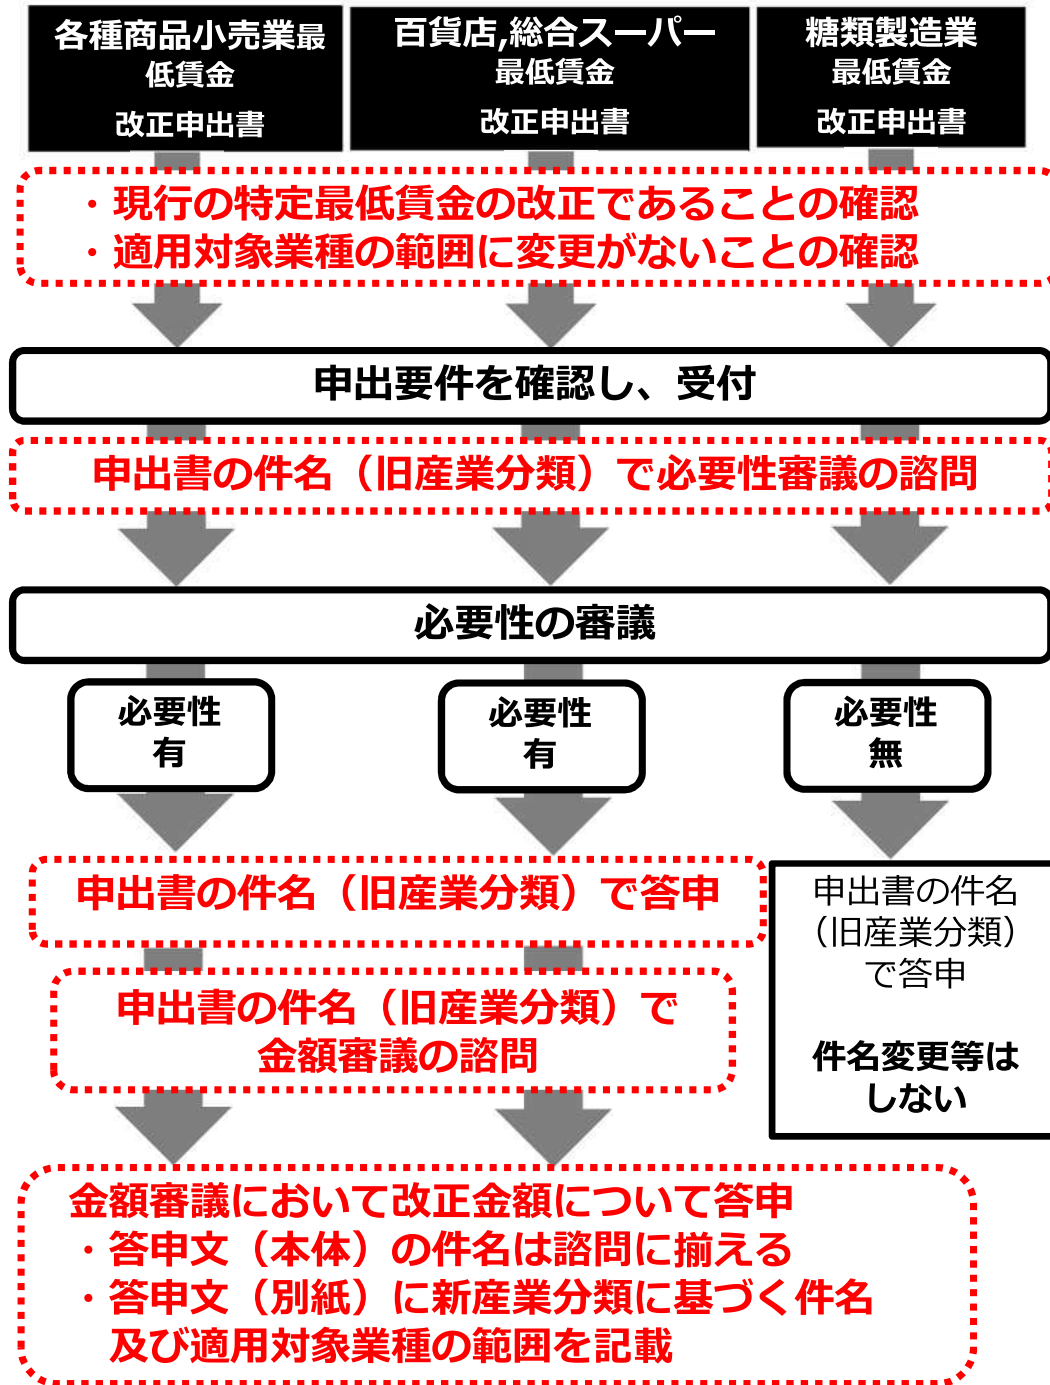 各種商品小売業最
低賃金
改正申出書
百貨店,総合スーパー
最低賃金
改正申出書
糖類製造業
最低賃金
改正申出書
・現行の特定最低賃金の改正であることの確認
・適用対象業種の範囲に変更がないことの確認
申出要件を確認し、受付
申出書の件名（旧産業分類）で必要性審議の諮問
必要性の審議
必要性
有
必要性
有
必要性
無
申出書の件名（旧産業分類）で答申
申出書の件名（旧産業分類）で
金額審議の諮問
申出書の件名
（旧産業分類）
で答申
件名変更等は
しない
金額審議において改正金額について答申
・答申文（本体）の件名は諮問に揃える
・答申文（別紙）に新産業分類に基づく件名
及び適用対象業種の範囲を記載